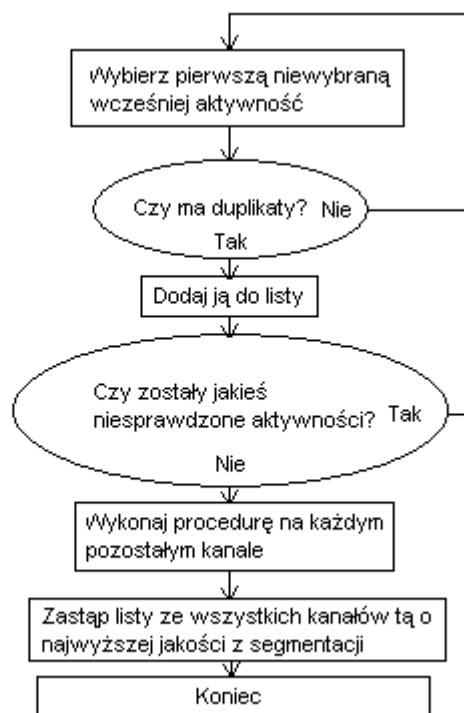 Wybierz pierwszą niewybraną
wcześniej aktywność
Czy ma duplikaty? Nie
Tak
Dodaj ją do listy
Czy zostały jakieś
niesprawdzone aktywności? Tak
Nie
Wykonaj procedurę na każdym
pozostałym kanale
Zastąp listy ze wszystkich kanałów tą o
najwyższej jakości z segmentacji
Koniec